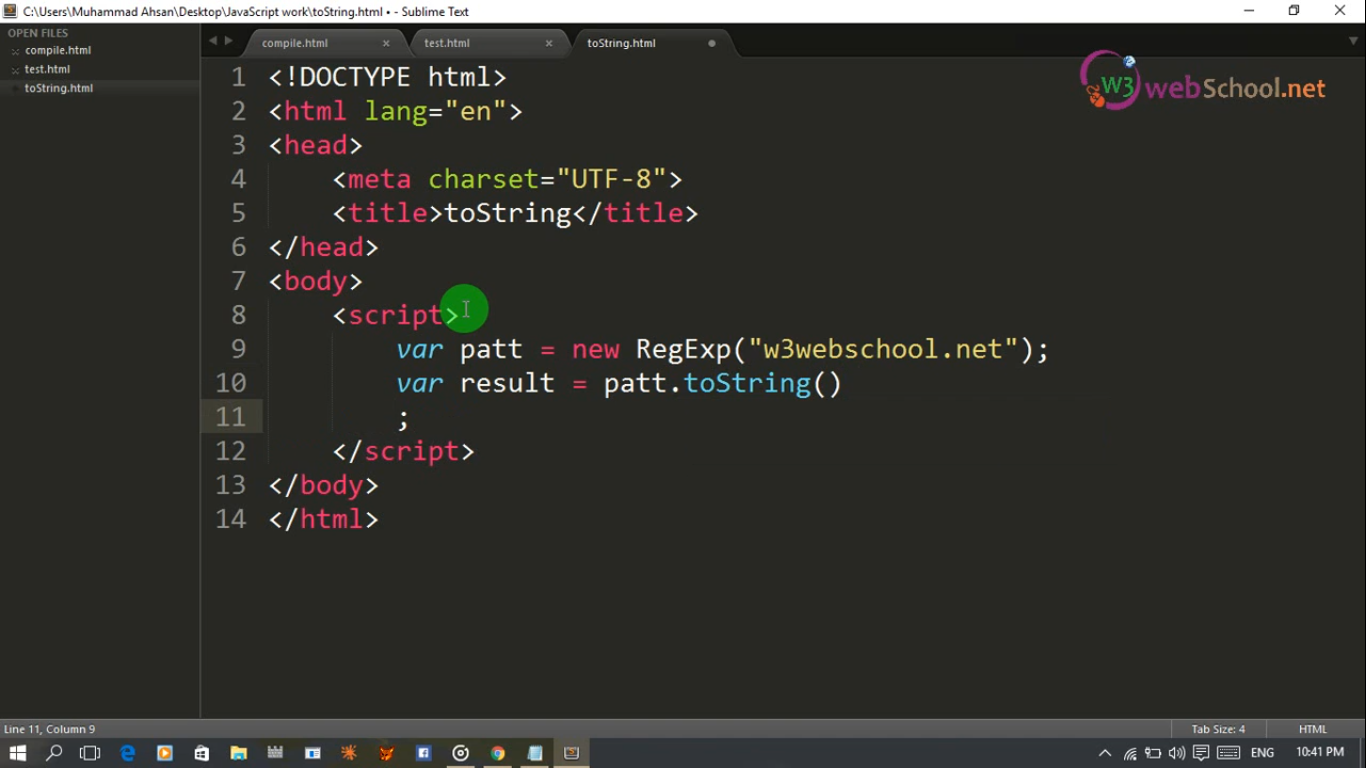 C:\Users\Muhammad Ahsan\Desktop\JavaScript work\toString.html • - Sublime Text
OPEN FILES
compile.html
test.html
toString.html
compile.html × test.html × toString.html
W3 webSchool.net
1 <!DOCTYPE html>
2 <html lang="en">
3 <head>
4 <meta charset="UTF-8">
5 <title>toString</title>
6 </head>
7 <body>
8 <script>
9 var patt = new RegExp("w3webschool.net");
10 var result = patt.toString()
11 ;
12 </script>
13 </body>
14 </html>
Line 11, Column 9 Tab Size: 4 HTML
ENG 10:41 PM